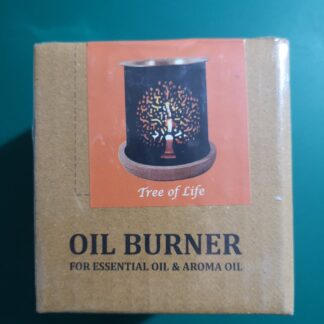 Tree of Life
OIL BURNER
FOR ESSENTIAL OIL & AROMA OIL